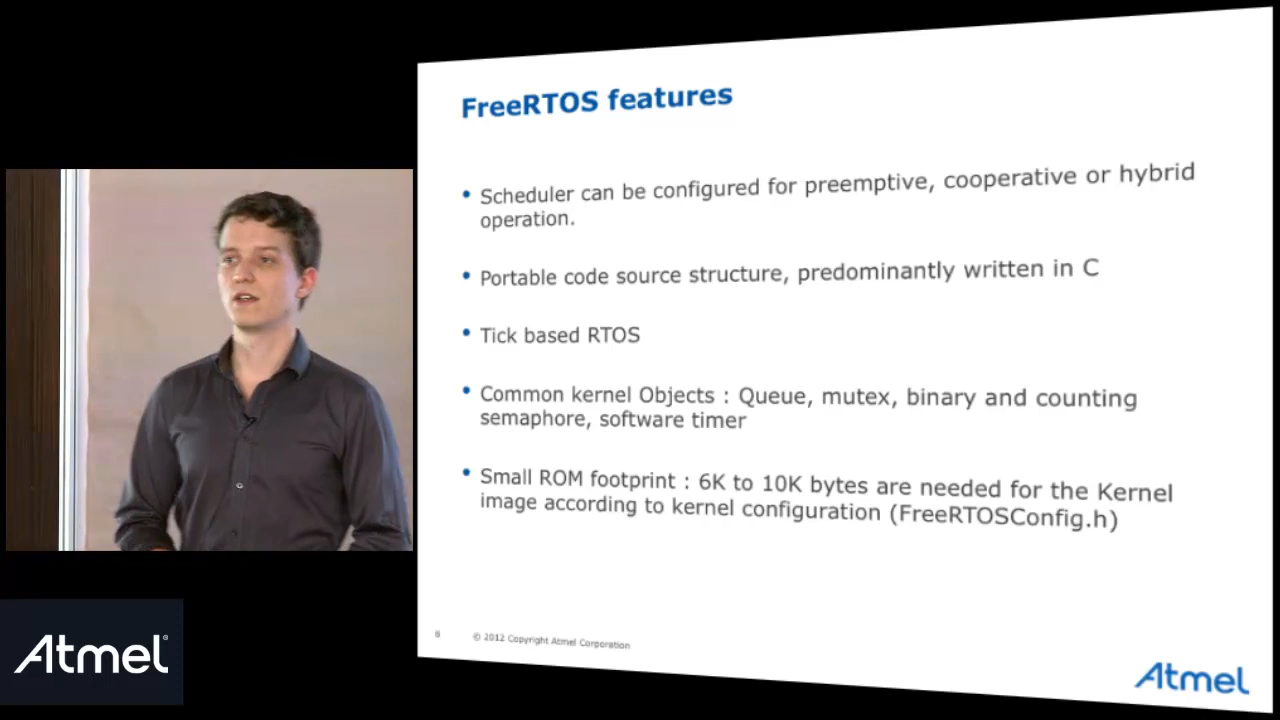 FreeRTOS features
• Scheduler can be configured for preemptive, cooperative or hybrid
operation.
• Portable code source structure, predominantly written in C
• Tick based RTOS
• Common kernel Objects : Queue, mutex, binary and counting
semaphore, software timer
• Small ROM footprint : 6K to 10K bytes are needed for the Kernel
image according to kernel configuration (FreeRTOSConfig.h)
8 © 2012 Copyright Atmel Corporation
Atmel
Atmel®